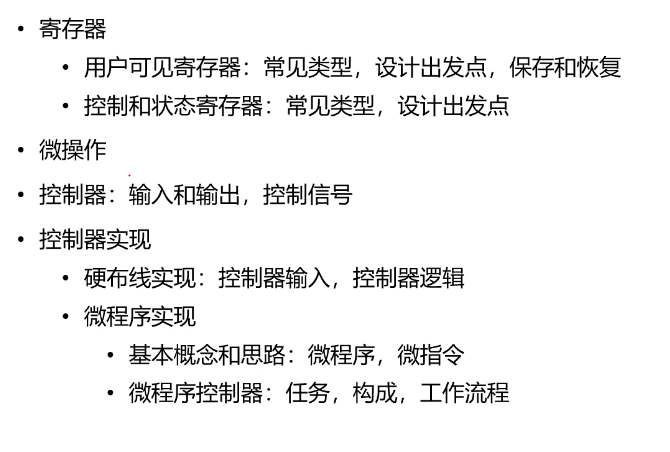 • 寄存器
• 用户可见寄存器：常见类型，设计出发点，保存和恢复
• 控制和状态寄存器：常见类型，设计出发点
• 微操作
• 控制器：输入和输出，控制信号
• 控制器实现
• 硬布线实现：控制器输入，控制器逻辑
• 微程序实现
• 基本概念和思路：微程序，微指令
• 微程序控制器：任务，构成，工作流程